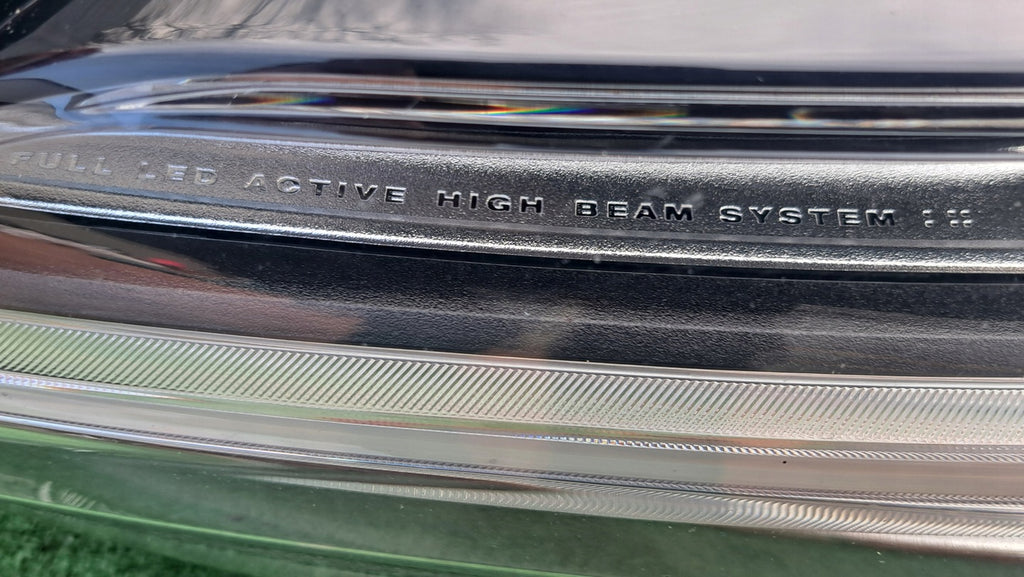 FULL LED ACTIVE HIGH BEAM SYSTEM